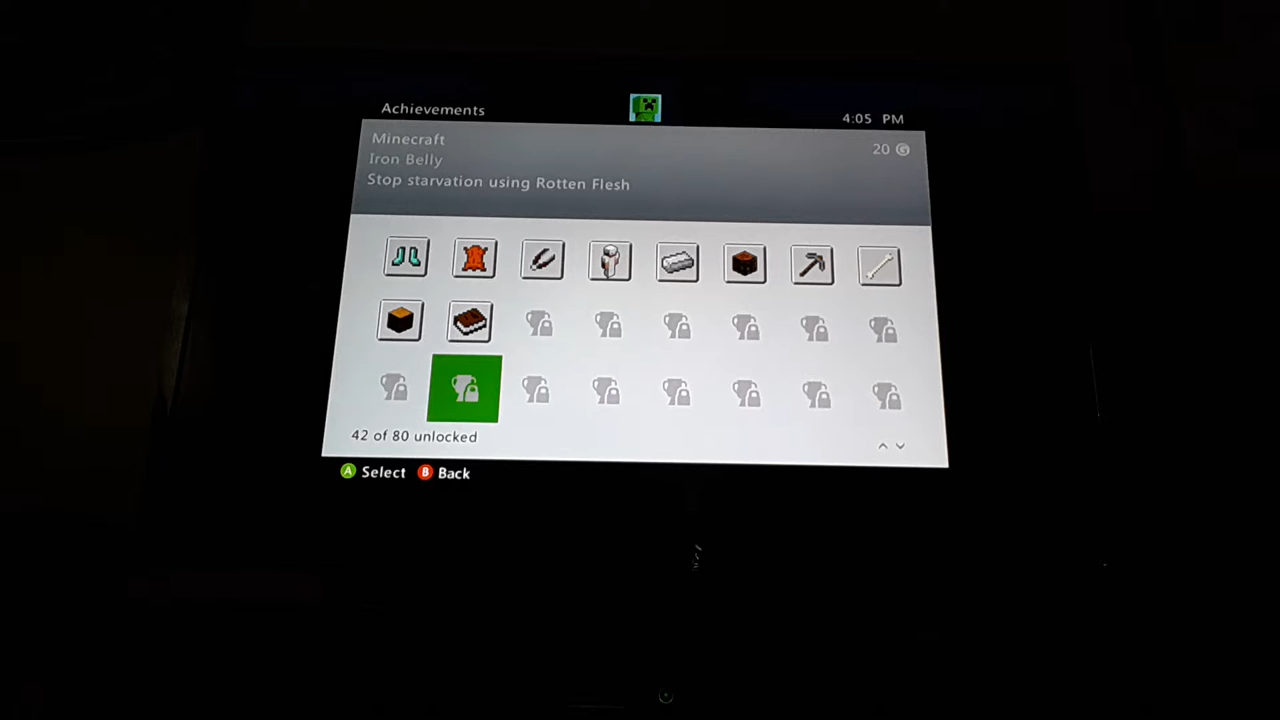 Achievements
4:05 PM
Minecraft
20 G
Iron Belly
Stop starvation using Rotten Flesh
42 of 80 unlocked
A Select B Back